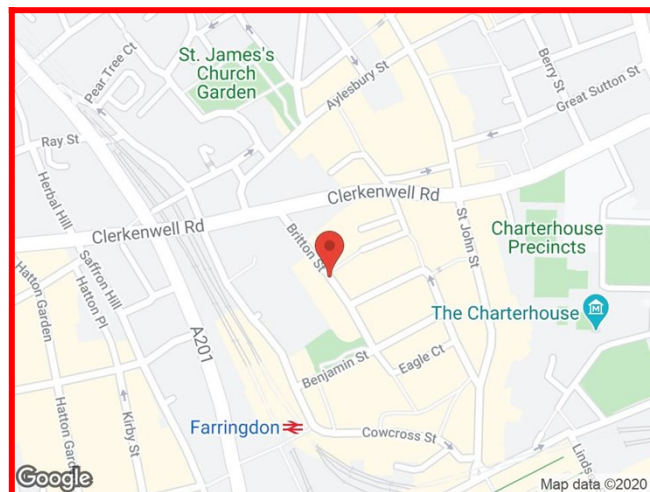 Pear Tree Ct
St. James's
Church
Garden
Aylesbury St
Berry St
Great Sutton St
Ray St
Herbal Hill
Clerkenwell Rd
Clerkenwell Rd
Saffron Hill
Hatton Pl
Hatton Garden
Britton St
St John St
Charterhouse
Precincts
The Charterhouse
A201
Benjamin St
Eagle Ct
Kirby St
Hatton Gard
Farringdon
Cowcross St
Linds
Google
Map data ©2020